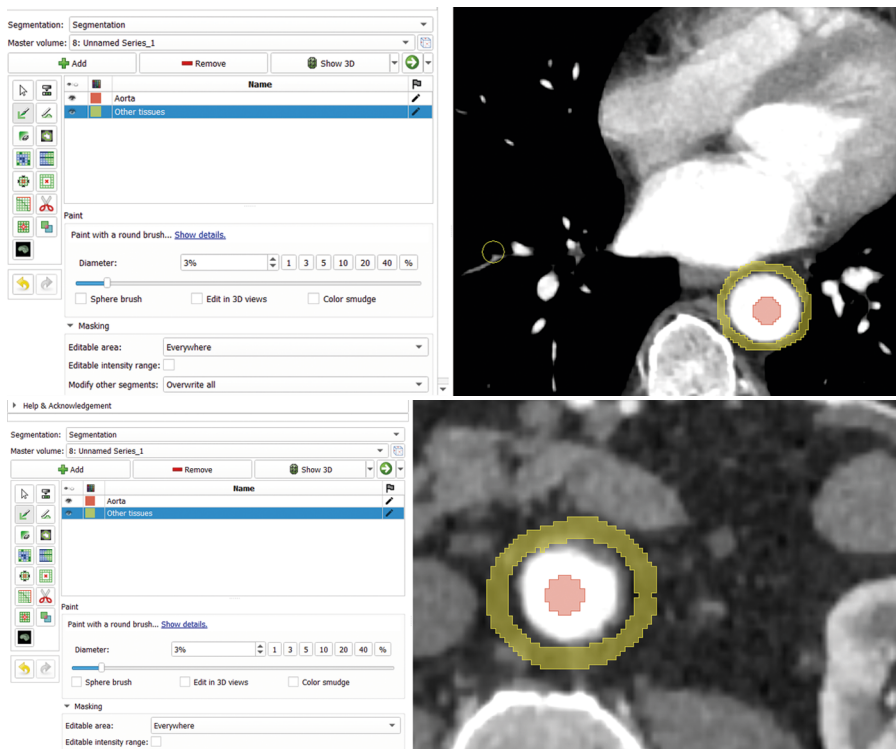 Segmentation: Segmentation
Master volume: 8: Unnamed Series_1
Add Remove Show 3D
Name
Aorta
Other tissues
Paint
Paint with a round brush... Show details.
Diameter: 3% 1 3 5 10 20 40 %
Sphere brush Edit in 3D views Color smudge
Masking
Editable area: Everywhere
Editable intensity range:
Modify other segments: Overwrite all
Help & Acknowledgement
Segmentation: Segmentation
Master volume: 8: Unnamed Series_1
Add Remove Show 3D
Name
Aorta
Other tissues
Paint
Paint with a round brush... Show details.
Diameter: 3% 1 3 5 10 20 40 %
Sphere brush Edit in 3D views Color smudge
Masking
Editable area: Everywhere
Editable intensity range: